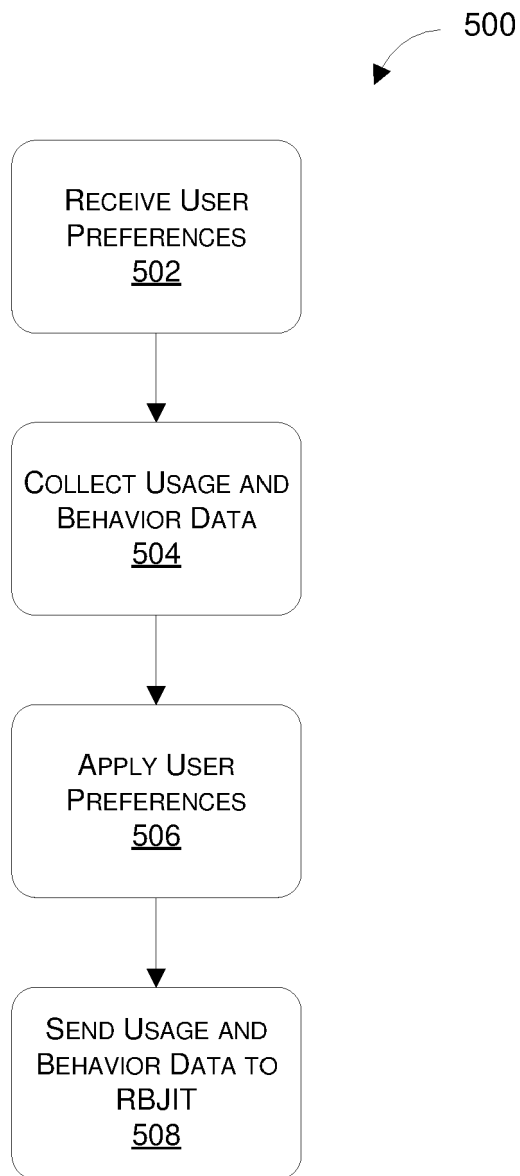 500
RECEIVE USER
PREFERENCES
502
COLLECT USAGE AND
BEHAVIOR DATA
504
APPLY USER
PREFERENCES
506
SEND USAGE AND
BEHAVIOR DATA TO
RBJIT
508